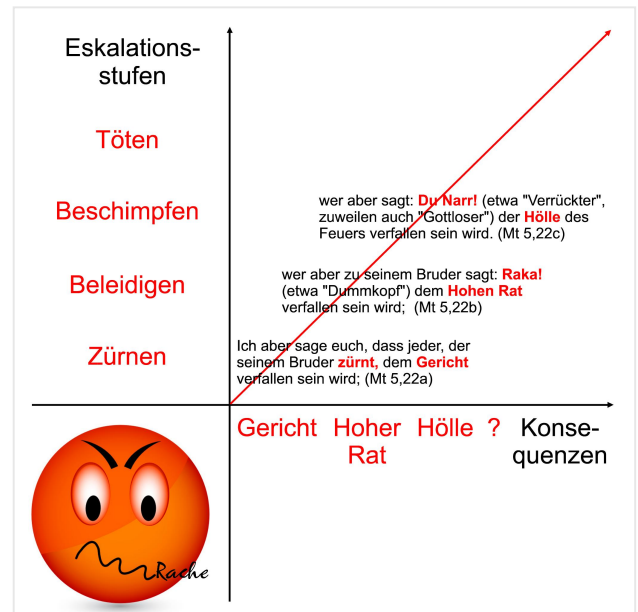 Eskalations-
stufen
Töten
Beschimpfen
wer aber sagt: Du Narr! (etwa "Verrückter",
zuweilen auch "Gottloser") der Hölle des
Feuers verfallen sein wird. (Mt 5,22c)
Beleidigen
wer aber zu seinem Bruder sagt: Raka!
(etwa "Dummkopf") dem Hohen Rat
verfallen sein wird; (Mt 5,22b)
Zürnen
Ich aber sage euch, dass jeder, der
seinem Bruder zürnt, dem Gericht
verfallen sein wird; (Mt 5,22a)
Gericht Hoher Hölle ? Konse-
Rat quenzen
Rache